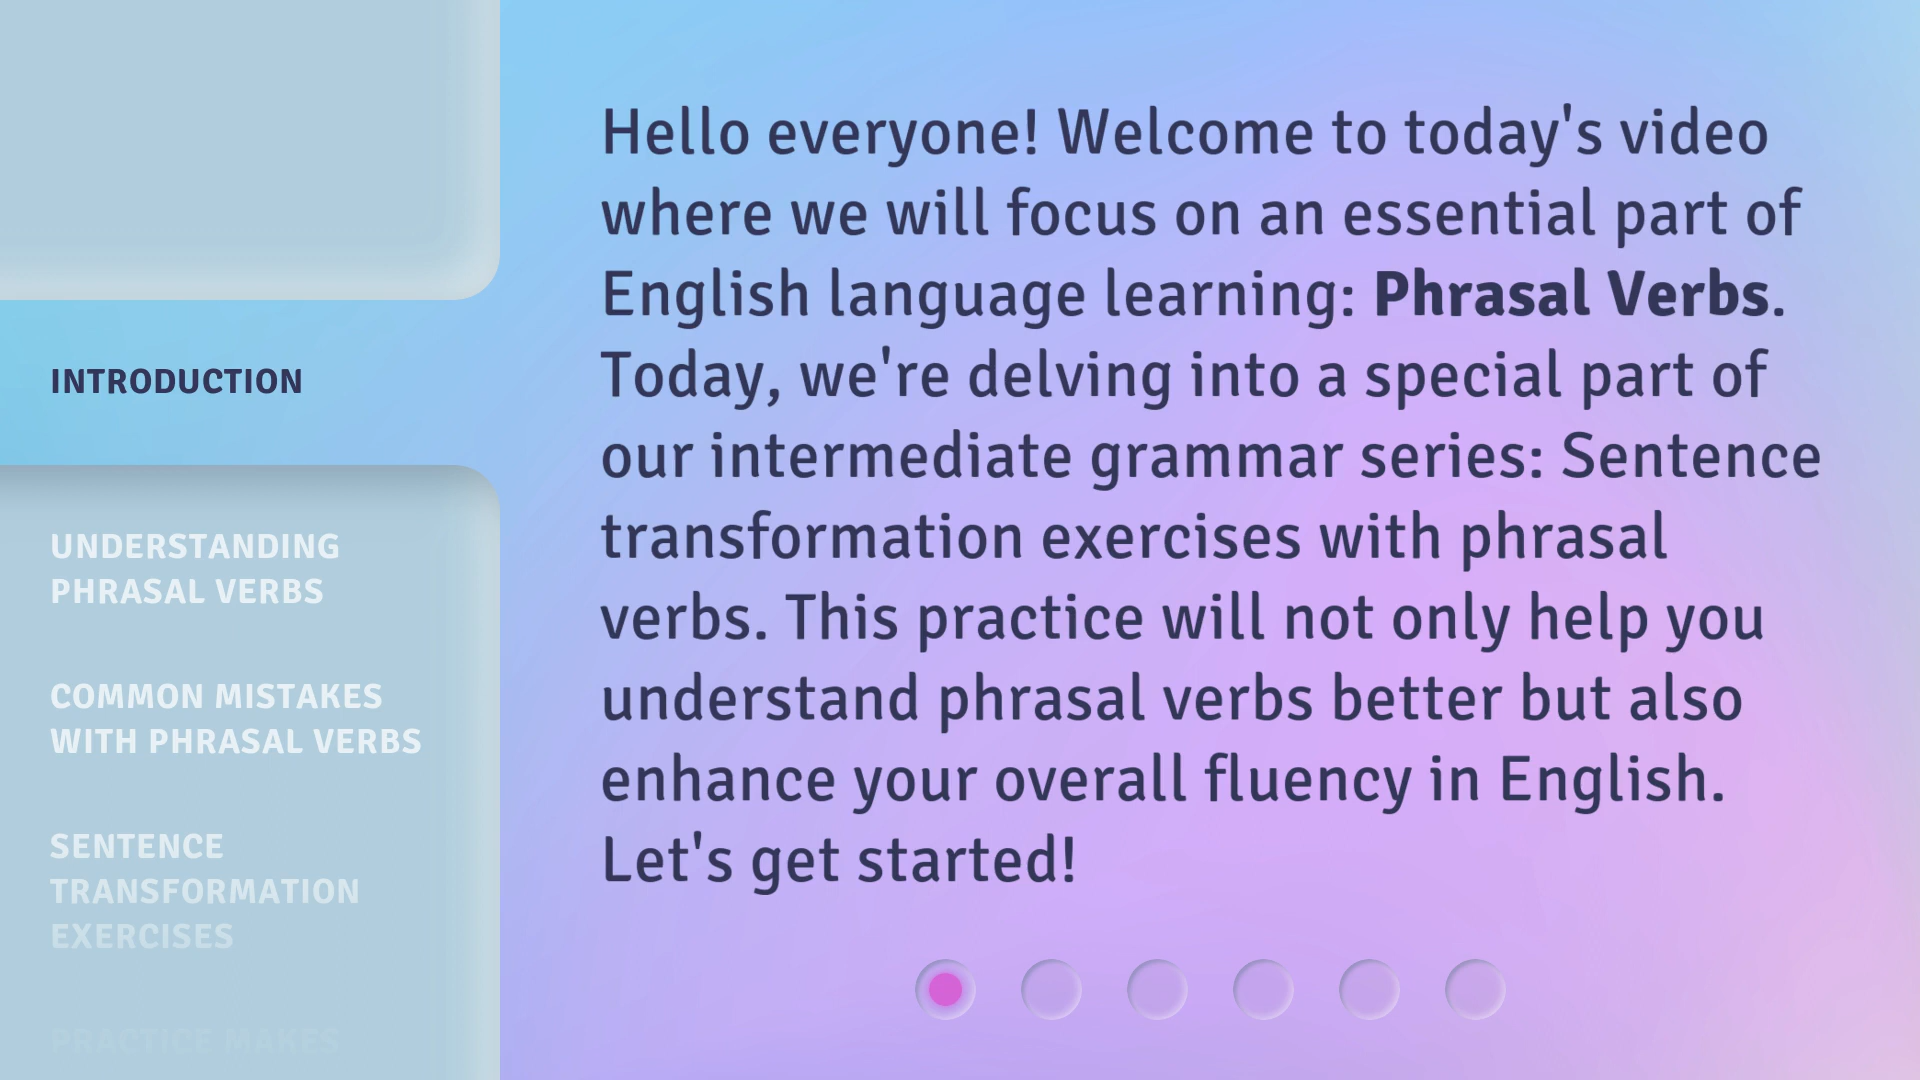 INTRODUCTION
UNDERSTANDING
PHRASAL VERBS
COMMON MISTAKES
WITH PHRASAL VERBS
SENTENCE
TRANSFORMATION
EXERCISES
PRACTICE MAKES
Hello everyone! Welcome to today's video
where we will focus on an essential part of
English language learning: Phrasal Verbs.
Today, we're delving into a special part of
our intermediate grammar series: Sentence
transformation exercises with phrasal
verbs. This practice will not only help you
understand phrasal verbs better but also
enhance your overall fluency in English.
Let's get started!